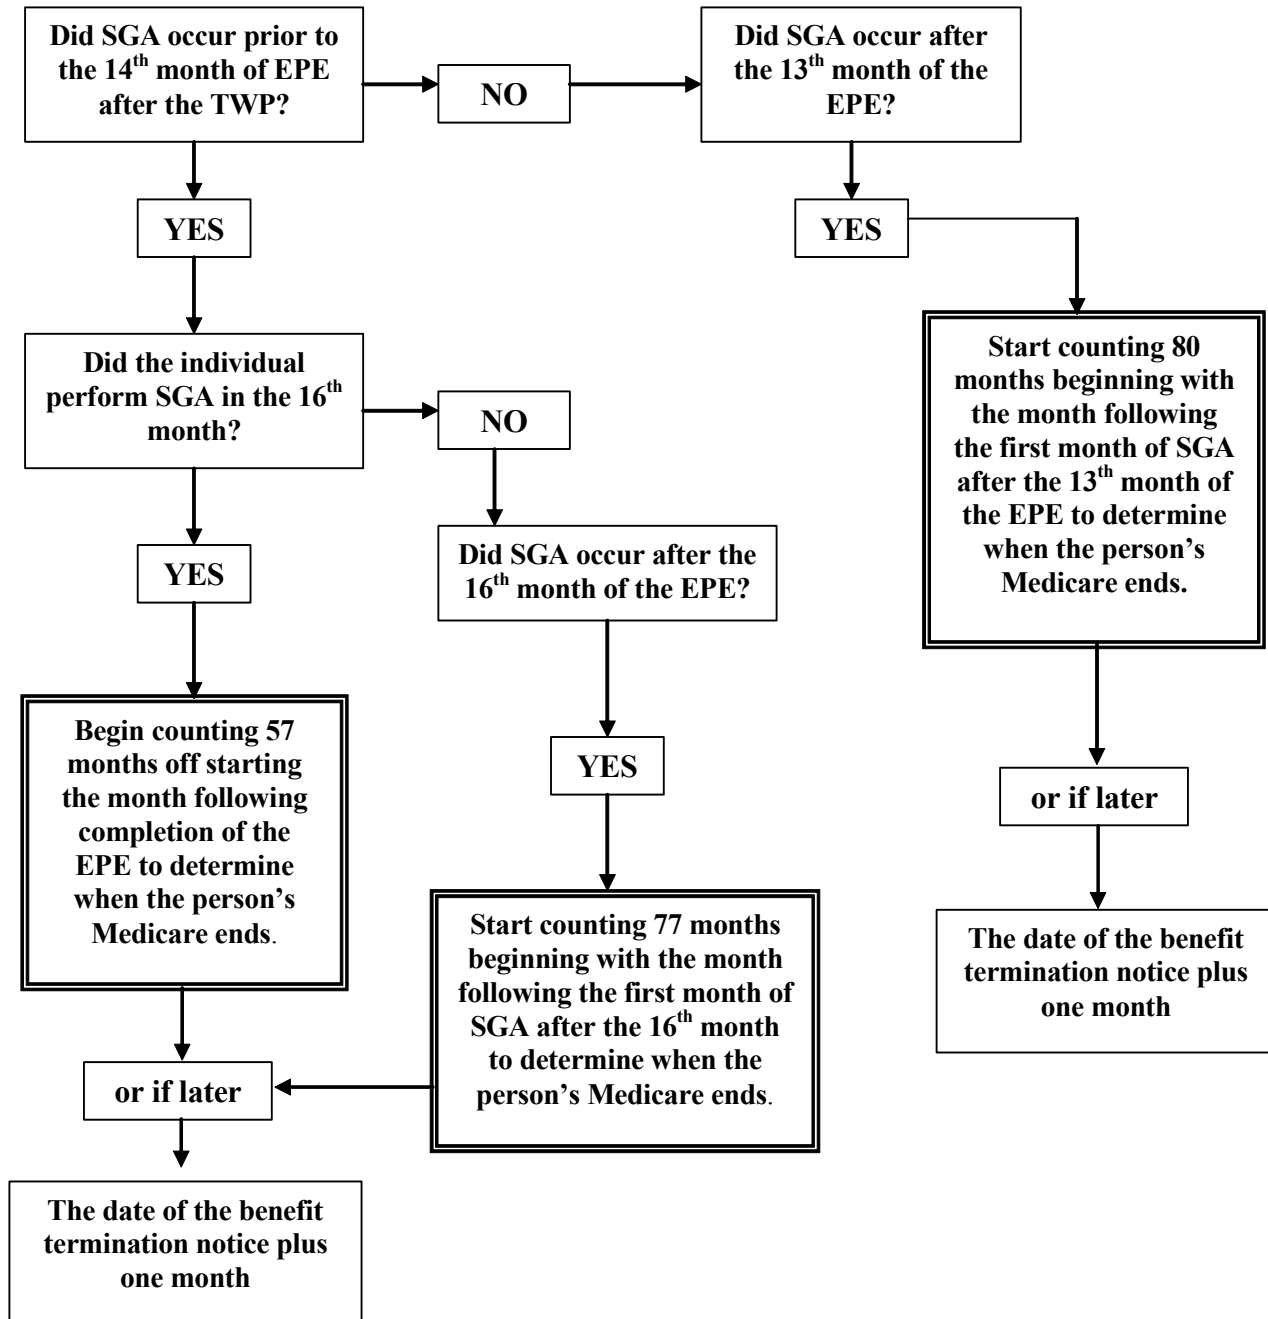 Did SGA occur prior to
the 14th month of EPE
after the TWP?
NO
Did SGA occur after
the 13th month of the
EPE?
YES
YES
Did the individual
perform SGA in the 16th
month?
NO
Start counting 80
months beginning with
the month following
the first month of SGA
after the 13th month of
the EPE to determine
when the person’s
Medicare ends.
YES
Did SGA occur after the
16th month of the EPE?
Begin counting 57
months off starting
the month following
completion of the
EPE to determine
when the person’s
Medicare ends.
YES
or if later
Start counting 77 months
beginning with the month
following the first month of
SGA after the 16th month
to determine when the
person’s Medicare ends.
The date of the benefit
termination notice plus
one month
or if later
The date of the benefit
termination notice plus
one month